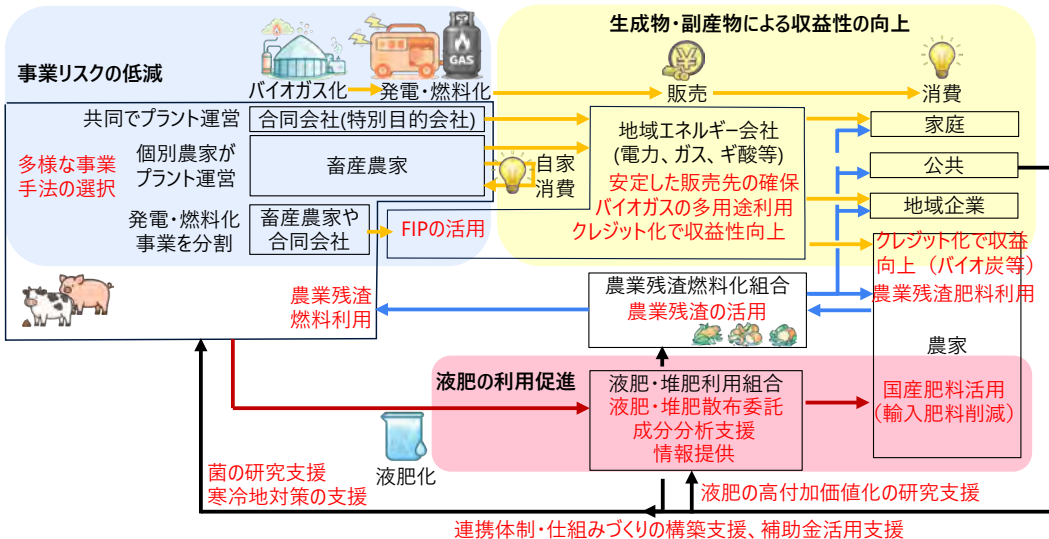 生成物・副産物による収益性の向上
事業リスクの低減
GAS
バイオガス化
発電・燃料化
販売
消費
共同でプラント運営
合同会社(特別目的会社)
多様な事業
手法の選択
個別農家が
プラント運営
畜産農家
自家
消費
発電・燃料化
事業を分割
畜産農家や
合同会社
FIPの活用
地域エネルギー会社
(電力、ガス、ギ酸等)
安定した販売先の確保
バイオガスの多用途利用
クレジット化で収益性向上
家庭
公共
地域企業
クレジット化で収益
向上（バイオ炭等）
農業残渣肥料利用
農家
国産肥料活用
（輸入肥料削減）
農業残渣
燃料利用
農業残渣燃料化組合
農業残渣の活用
液肥の利用促進
液肥・堆肥利用組合
液肥・堆肥散布委託
成分分析支援
情報提供
液肥化
菌の研究支援
寒冷地対策の支援
液肥の高付加価値化の研究支援
連携体制・仕組みづくりの構築支援、補助金活用支援